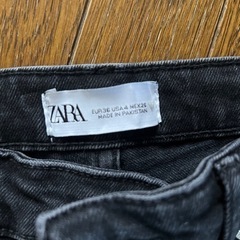 ZARA
EUR 36 USA 4 MEX 26
MADE IN PAKISTAN